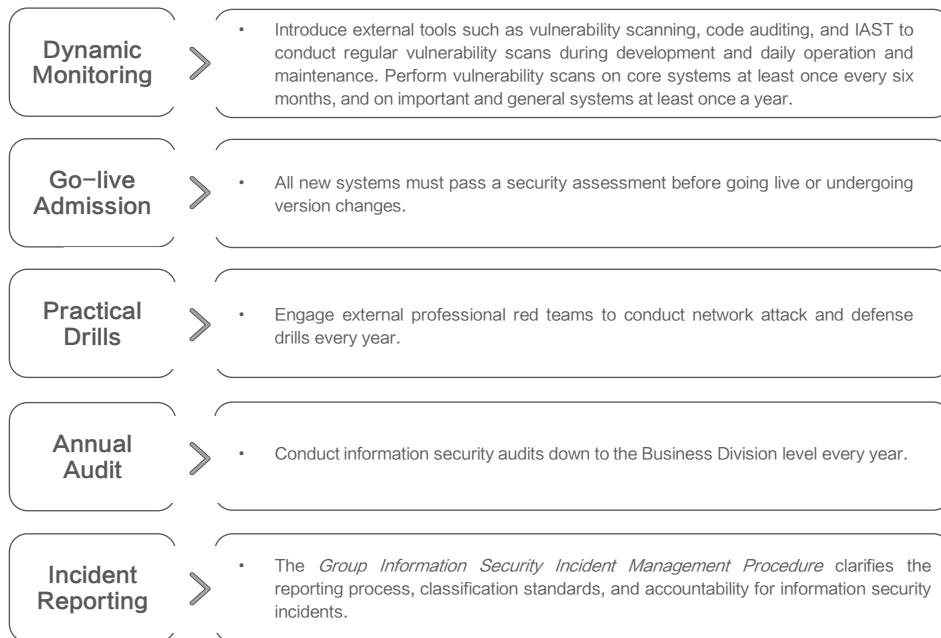 Dynamic
Monitoring
• Introduce external tools such as vulnerability scanning, code auditing, and IAST to
conduct regular vulnerability scans during development and daily operation and
maintenance. Perform vulnerability scans on core systems at least once every six
months, and on important and general systems at least once a year.
Go-live
Admission
• All new systems must pass a security assessment before going live or undergoing
version changes.
Practical
Drills
• Engage external professional red teams to conduct network attack and defense
drills every year.
Annual
Audit
• Conduct information security audits down to the Business Division level every year.
Incident
Reporting
• The Group Information Security Incident Management Procedure clarifies the
reporting process, classification standards, and accountability for information security
incidents.